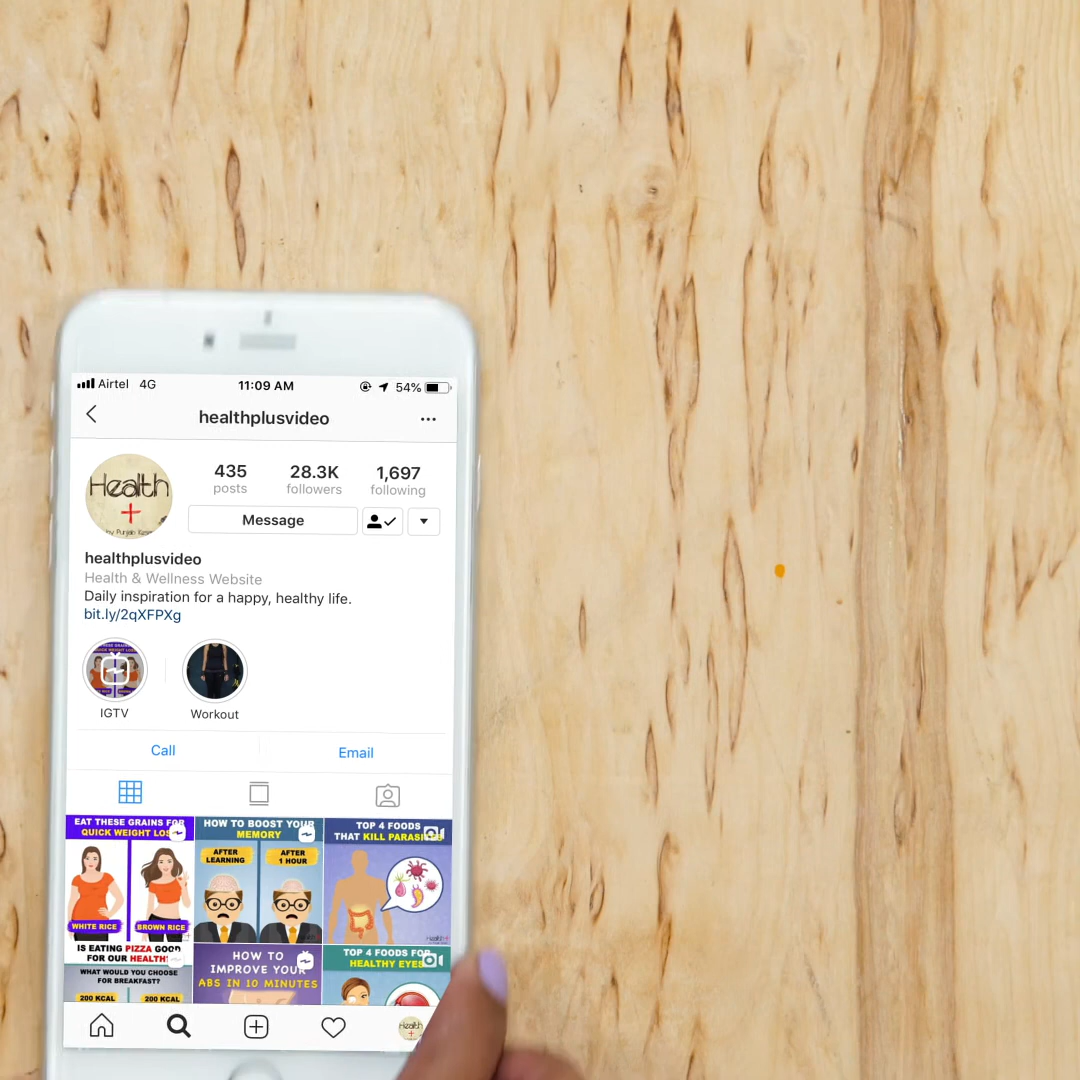 Airtel 4G 11:09 AM 54%
healthplusvideo
Health
435 28.3K 1,697
posts followers following
Message
healthplusvideo
Health & Wellness Website
Daily inspiration for a happy, healthy life.
bit.ly/2qXFPXg
IGTV Workout
Call Email
EAT THESE GRAINS FOR
QUICK WEIGHT LOSS
WHITE RICE BROWN RICE
HOW TO BOOST YOUR
MEMORY
AFTER LEARNING AFTER 1 HOUR
TOP 4 FOODS
THAT KILL
IS EATING PIZZA GOOD
FOR OUR HEALTH
WHAT WOULD YOU CHOOSE
FOR BREAKFAST?
200 KCAL 200 KCAL
HOW TO
IMPROVE YOUR
ABS IN 10 MINUTES
TOP 4 FOODS FOR
HEALTHY EYES
Health